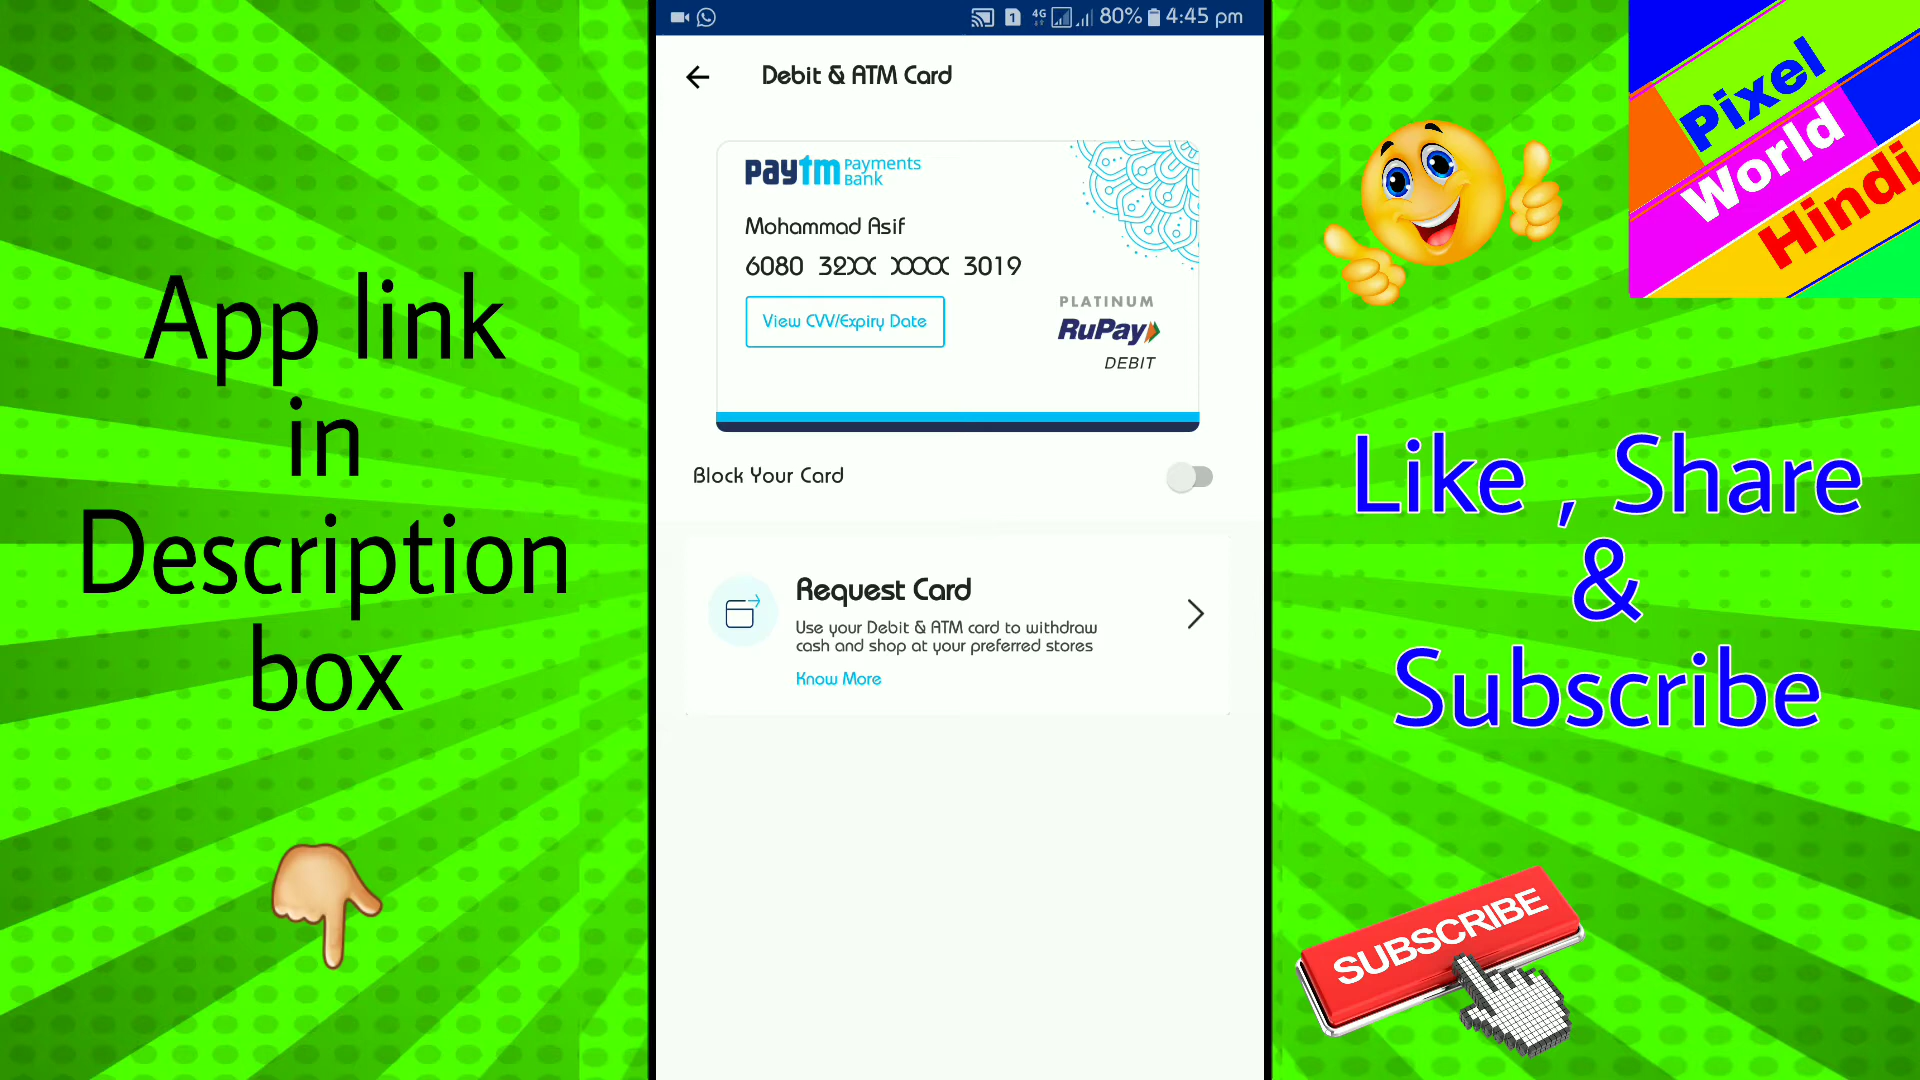 4G 80% 4:45 pm
Debit & ATM Card
paytm Payments Bank
Mohammad Asif
6080 32XX XXXX 3019
View CVV/Expiry Date
PLATINUM
RuPay
DEBIT
Block Your Card
Request Card
Use your Debit & ATM card to withdraw
cash and shop at your preferred stores
Know More
App link
in
Description
box
Pixel
World
Hindi
Like , Share
&
Subscribe
SUBSCRIBE